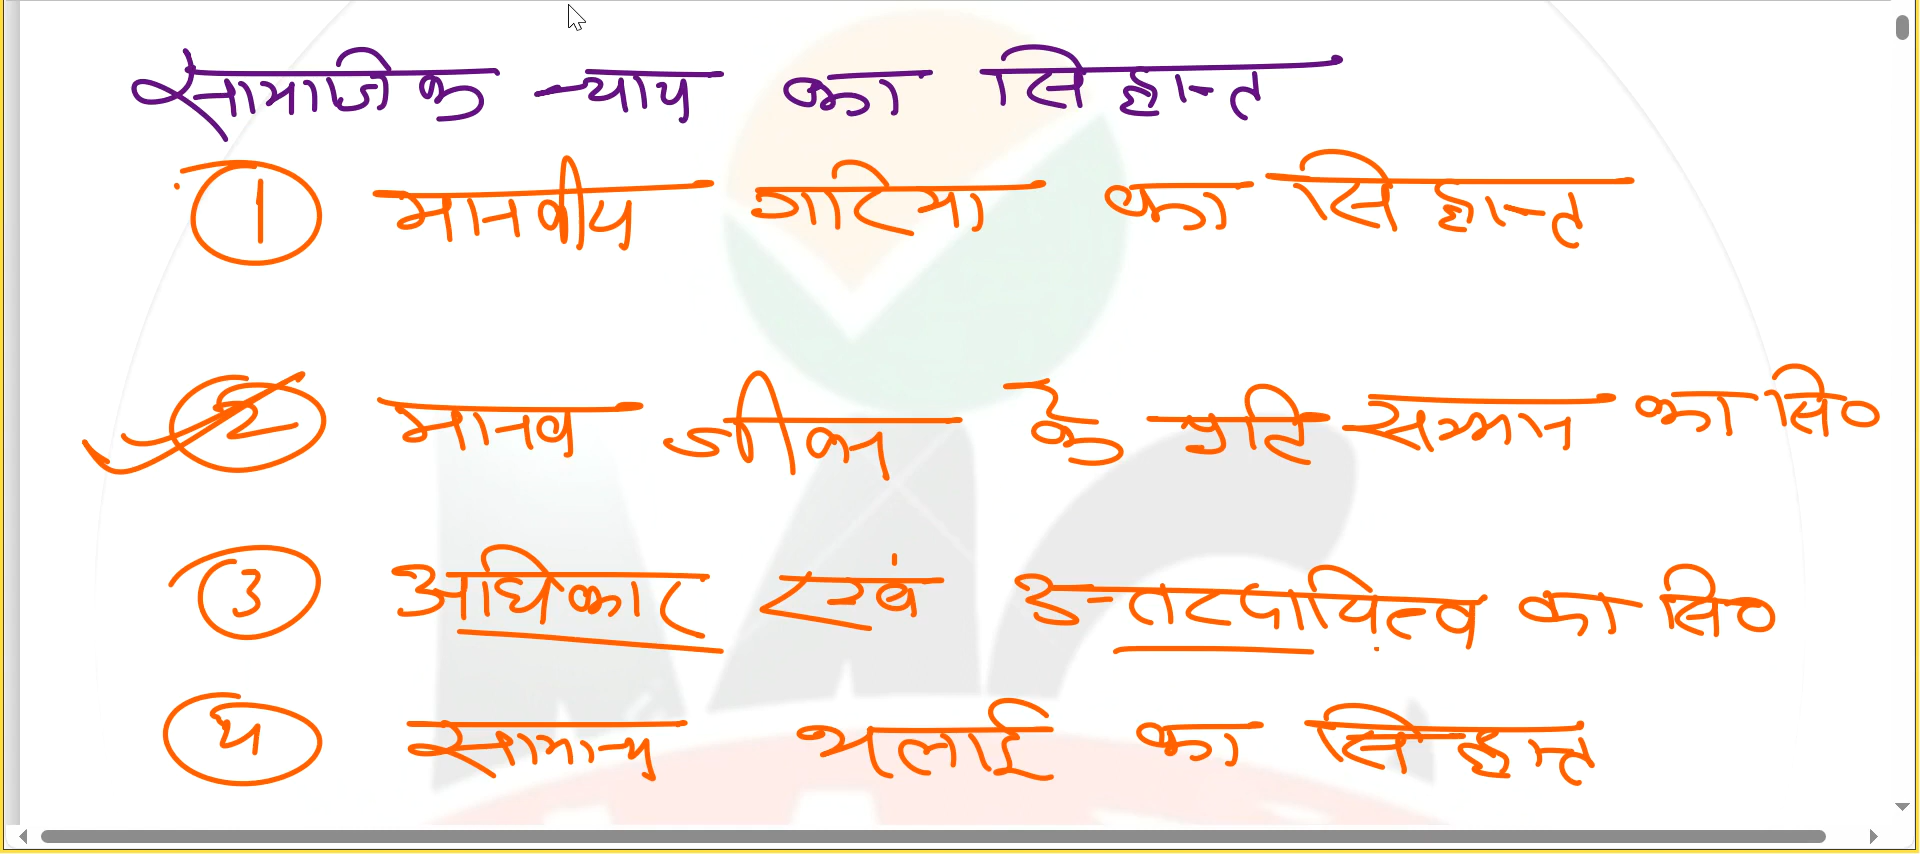 सामाजिक न्याय का सिद्धान्त
1 मानवीय गरिमा का सिद्धान्त
2 मानव जीवन के प्रति सम्मान का सि०
3 अधिकार एवं उत्तरदायित्व का सि०
4 सामान्य भलाई का सिद्धान्त